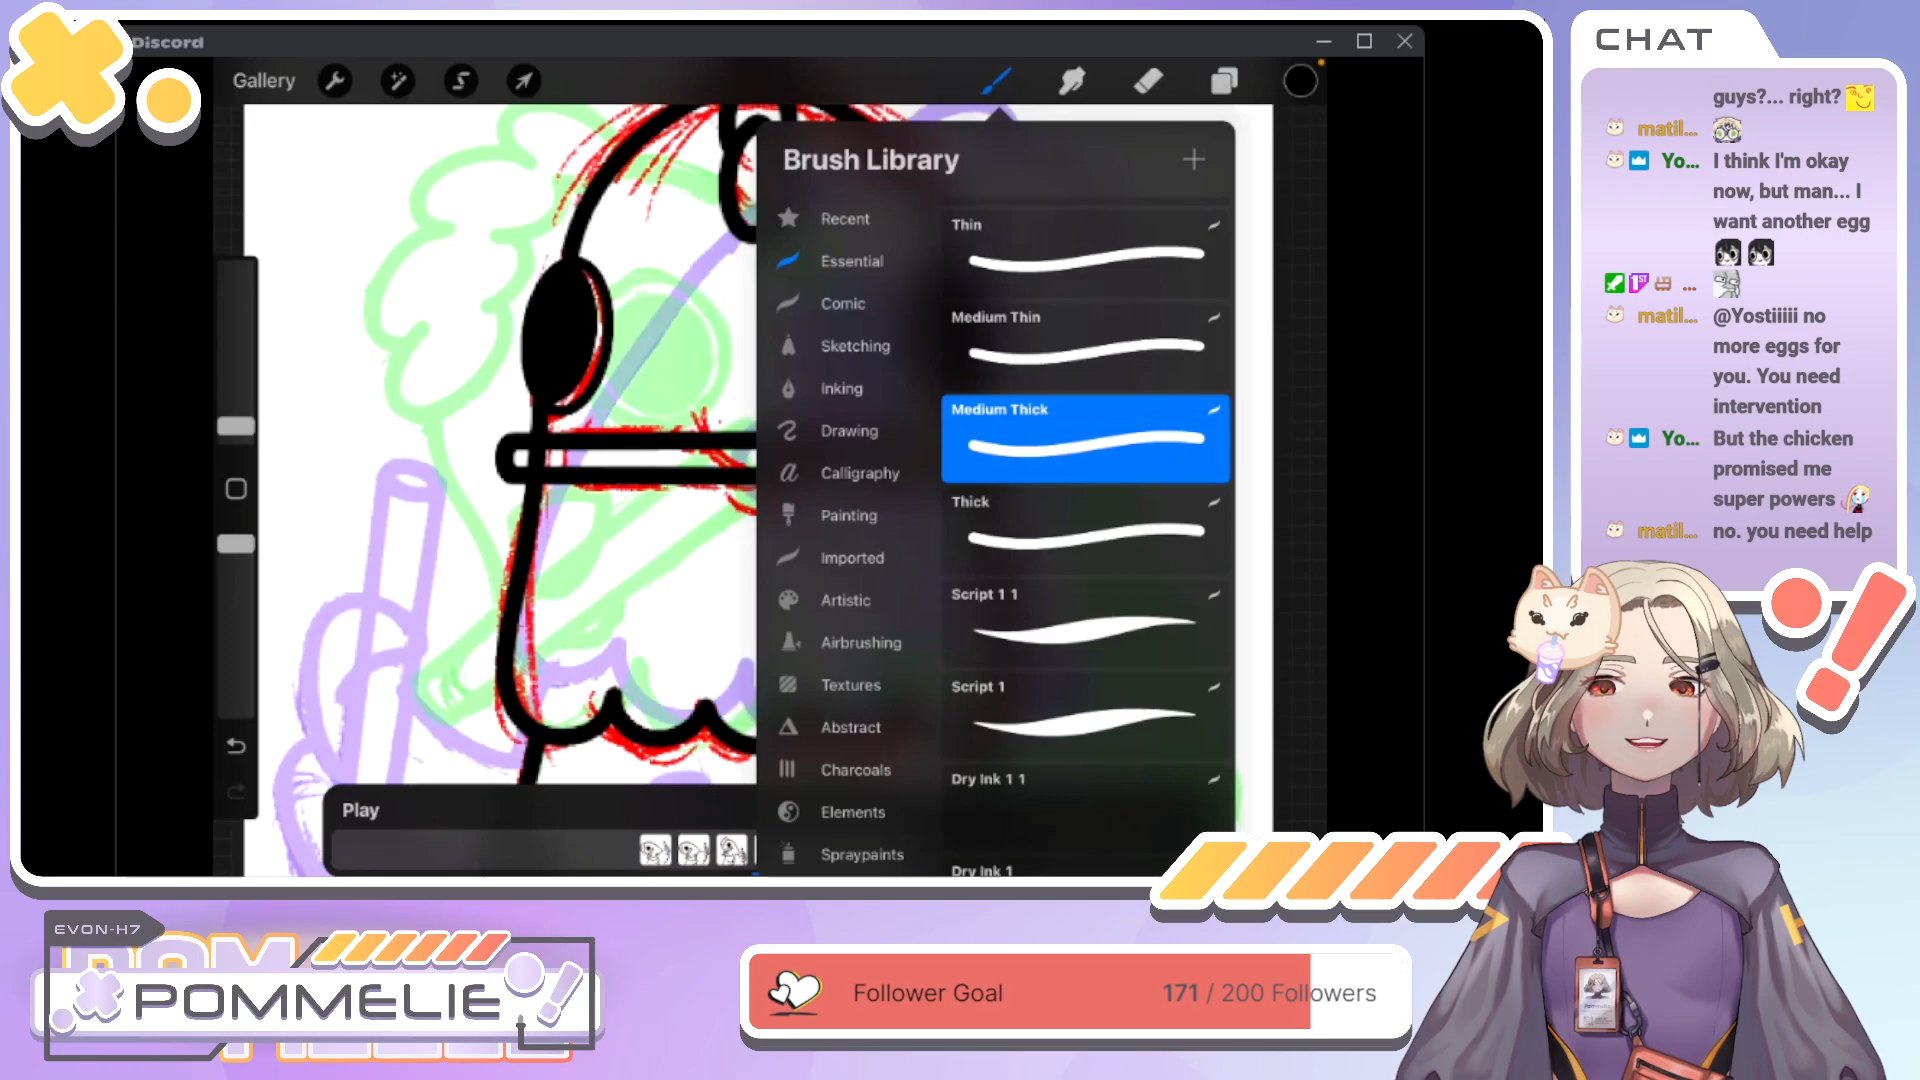 Discord
Gallery
Brush Library
Recent
Essential
Comic
Sketching
Inking
Drawing
Calligraphy
Painting
Imported
Artistic
Airbrushing
Textures
Abstract
Charcoals
Elements
Spraypaints
Thin
Medium Thin
Medium Thick
Thick
Script 1 1
Script 1
Dry Ink 1 1
Dry Ink 1
Play
CHAT
guys?... right?
matil...
Yo... I think I'm okay
now, but man... I
want another egg
1ST ...
matil... @Yostiiiii no
more eggs for
you. You need
intervention
Yo... But the chicken
promised me
super powers
matil... no. you need help
EVON-H7
POMMELIE
Follower Goal
171 / 200 Followers